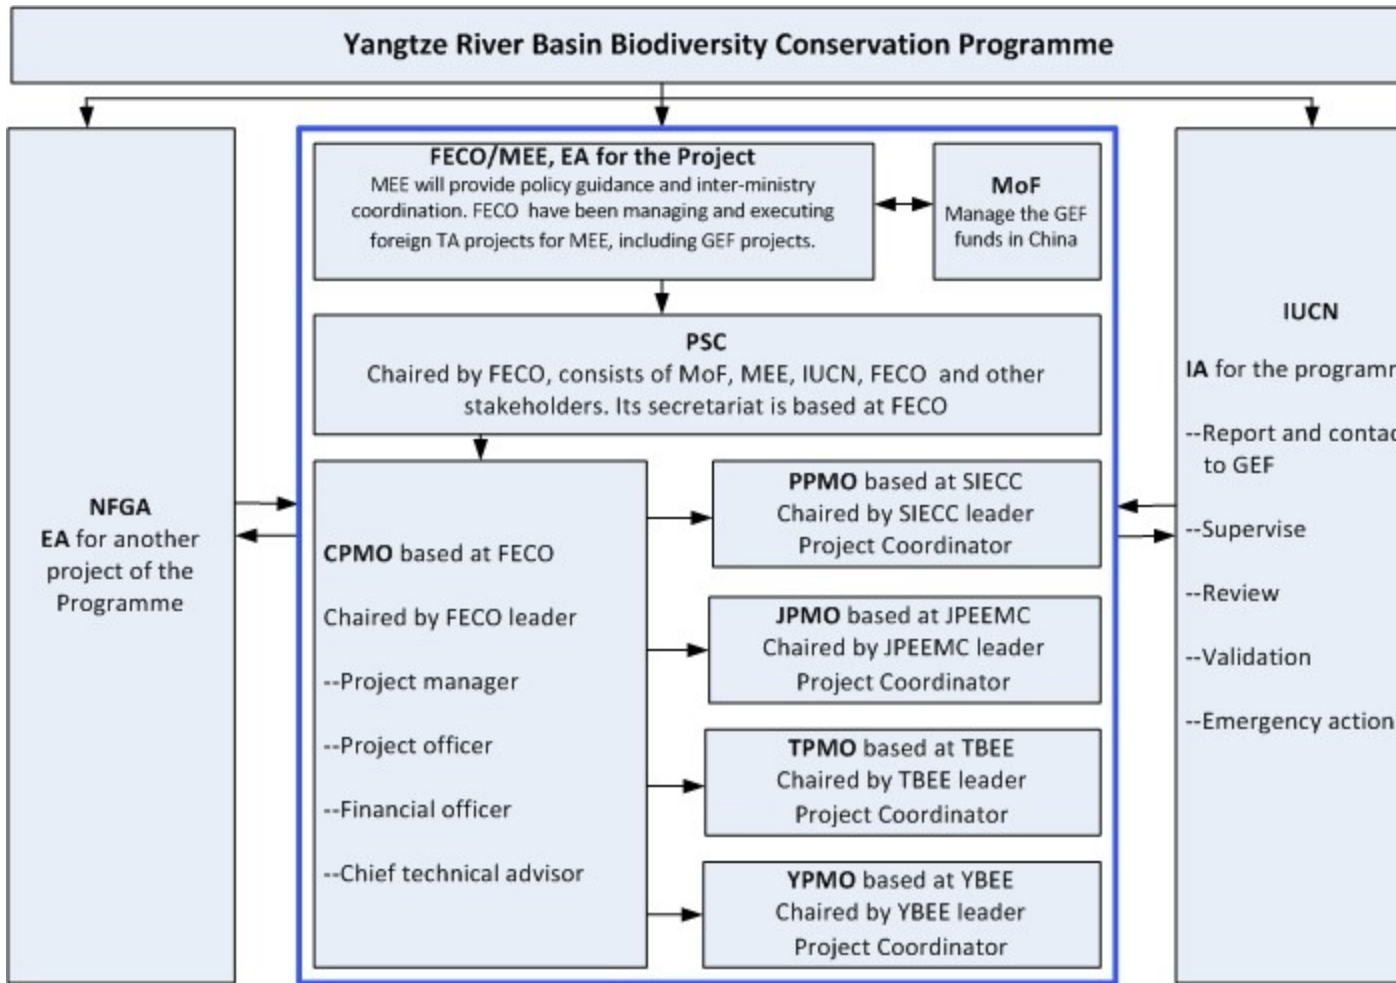 Yangtze River Basin Biodiversity Conservation Programme
NFGA
EA for another
project of the
Programme
FECO/MEE, EA for the Project
MEE will provide policy guidance and inter-ministry
coordination. FECO have been managing and executing
foreign TA projects for MEE, including GEF projects.
MoF
Manage the GEF
funds in China
PSC
Chaired by FECO, consists of MoF, MEE, IUCN, FECO and other
stakeholders. Its secretariat is based at FECO
CPMO based at FECO
Chaired by FECO leader
--Project manager
--Project officer
--Financial officer
--Chief technical advisor
PPMO based at SIECC
Chaired by SIECC leader
Project Coordinator
JPMO based at JPEEMC
Chaired by JPEEMC leader
Project Coordinator
TPMO based at TBEE
Chaired by TBEE leader
Project Coordinator
YPMO based at YBEE
Chaired by YBEE leader
Project Coordinator
IUCN
IA for the
--Report and
to GEF
--Supervise
--Review
--Validation
--Emergency action